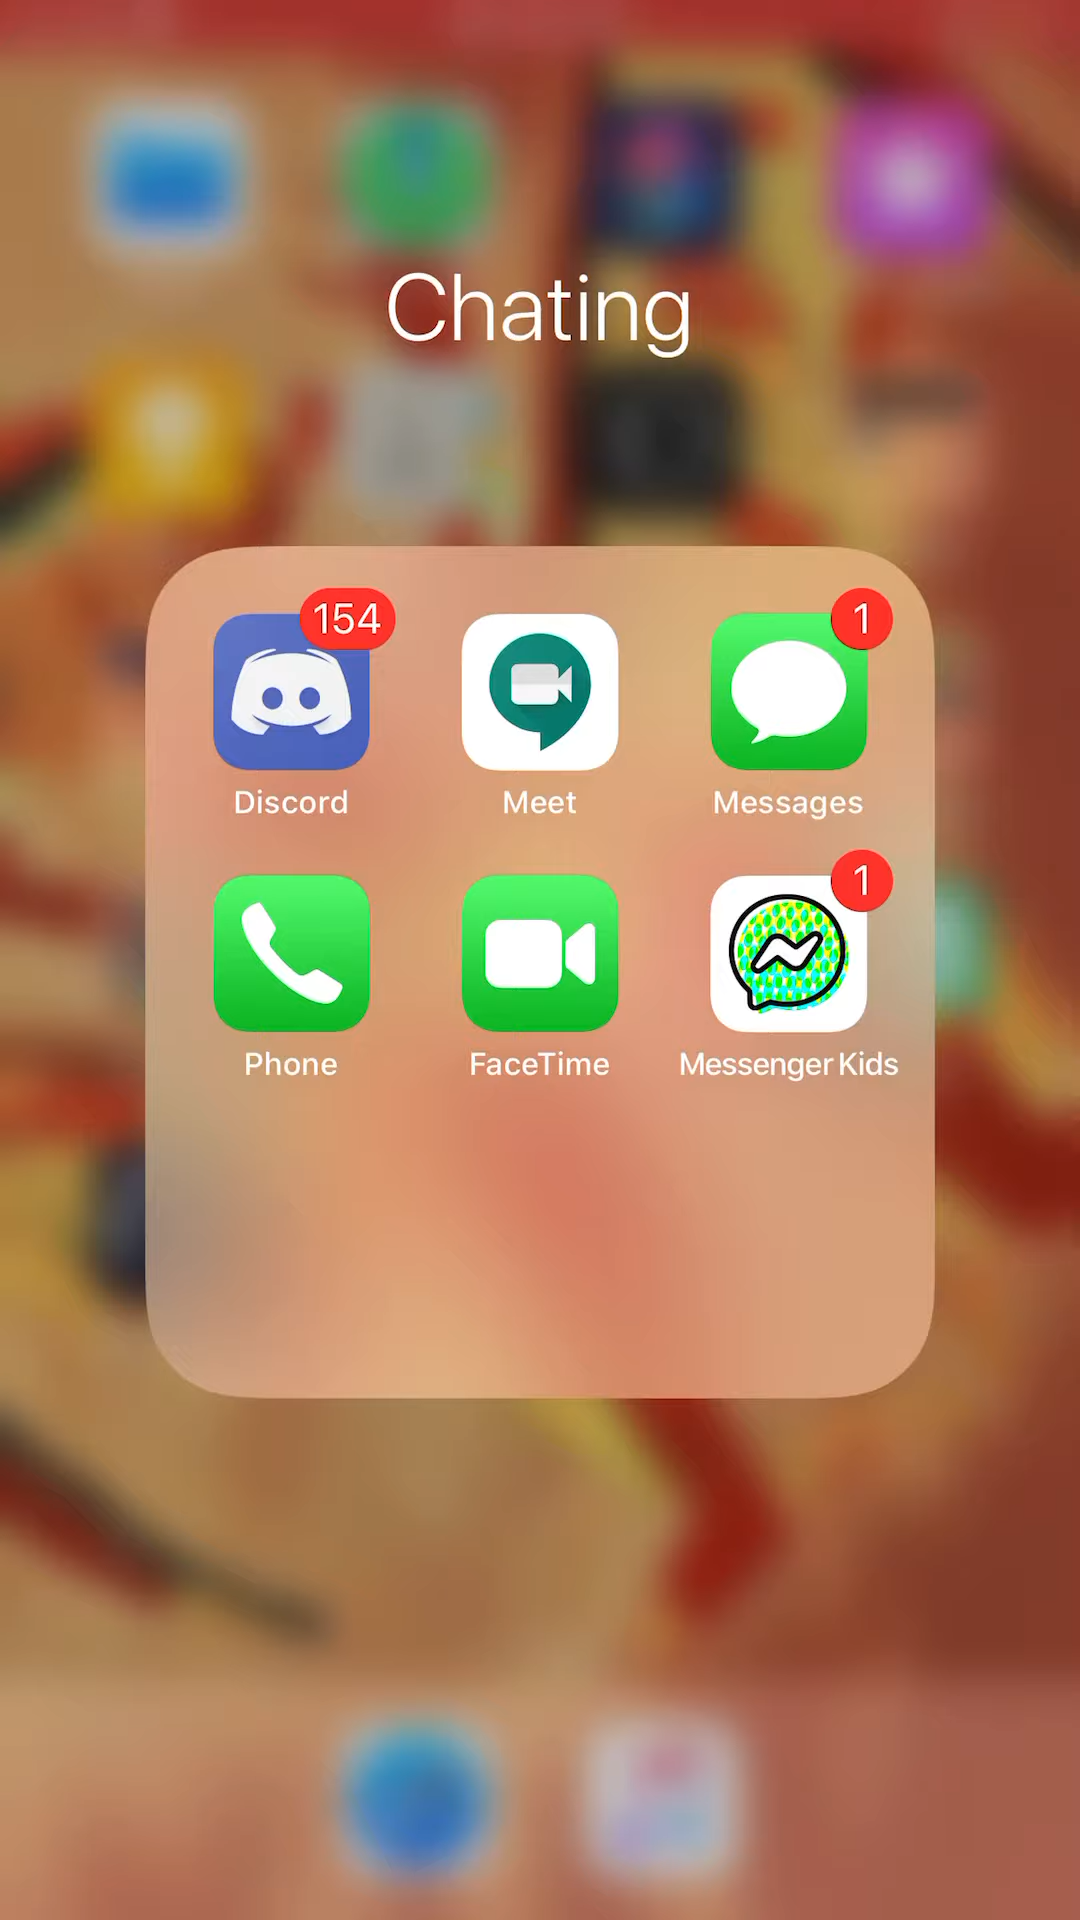 Chating
154
1
Discord
Meet
Messages
1
Phone
FaceTime
Messenger Kids